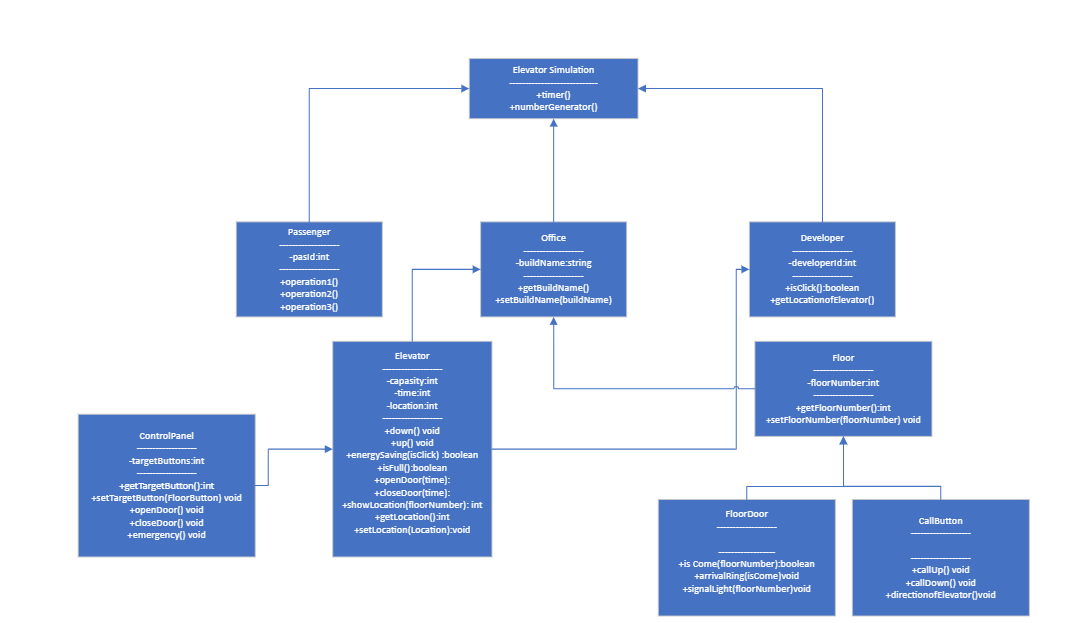 Elevator Simulation
----------------------------
+timer()
+numberGenerator()
Passenger
-------------------
-pasId:int
-------------------
+operation1()
+operation2()
+operation3()
Office
-------------------
-buildName:string
-------------------
+getBuildName()
+setBuildName(buildName)
Developer
-------------------
-developerId:int
-------------------
+isClick():boolean
+getLocationofElevator()
Elevator
-------------------
-capasity:int
-time:int
-location:int
-------------------
+down() void
+up() void
+energySaving(isClick) :boolean
+isFull():boolean
+openDoor(time):
+closeDoor(time):
+showLocation(floorNumber): int
+getLocation():int
+setLocation(Location):void
Floor
-------------------
-floorNumber:int
-------------------
+getFloorNumber():int
+setFloorNumber(floorNumber) void
ControlPanel
-------------------
-targetButtons:int
-------------------
+getTargetButton():int
+setTargetButton(FloorButton) void
+openDoor() void
+closeDoor() void
+emergency() void
FloorDoor
-------------------
------------------
+is Come(floorNumber):boolean
+arrivalRing(isCome)void
+signalLight(floorNumber)void
CallButton
-------------------
-------------------
+callUp() void
+callDown() void
+directionofElevator()void